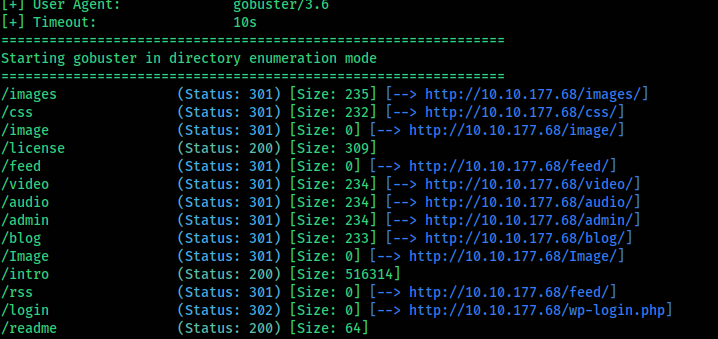 [+] User Agent:              gobuster/3.6
[+] Timeout:                 10s
===============================================================
Starting gobuster in directory enumeration mode
===============================================================
/images               (Status: 301) [Size: 235] [--> http://10.10.177.68/images/]
/css                  (Status: 301) [Size: 232] [--> http://10.10.177.68/css/]
/image                (Status: 301) [Size: 0] [--> http://10.10.177.68/image/]
/license              (Status: 200) [Size: 309]
/feed                 (Status: 301) [Size: 0] [--> http://10.10.177.68/feed/]
/video                (Status: 301) [Size: 234] [--> http://10.10.177.68/video/]
/audio                (Status: 301) [Size: 234] [--> http://10.10.177.68/audio/]
/admin                (Status: 301) [Size: 234] [--> http://10.10.177.68/admin/]
/blog                 (Status: 301) [Size: 233] [--> http://10.10.177.68/blog/]
/Image                (Status: 301) [Size: 0] [--> http://10.10.177.68/Image/]
/intro                (Status: 200) [Size: 516314]
/rss                  (Status: 301) [Size: 0] [--> http://10.10.177.68/feed/]
/login                (Status: 302) [Size: 0] [--> http://10.10.177.68/wp-login.php]
/readme               (Status: 200) [Size: 64]